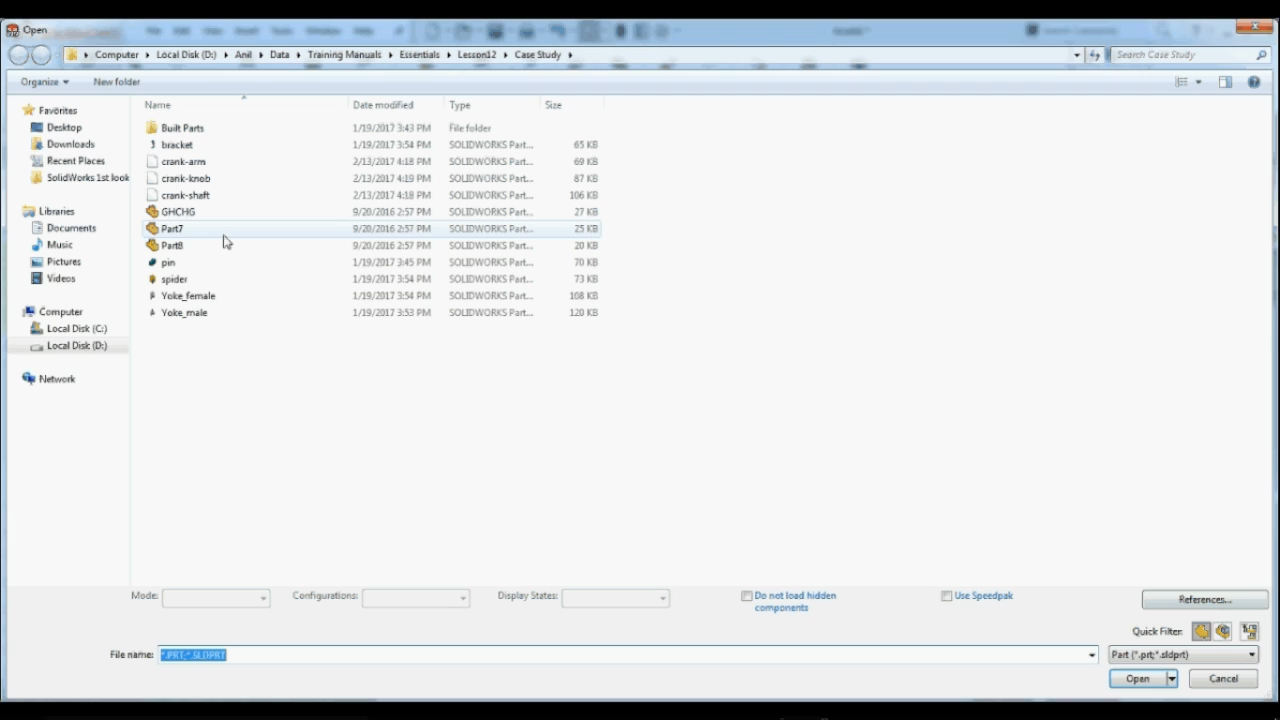 Open
Computer Local Disk (D:) Anil Data Training Manuals Essentials Lesson12 Case Study Search Case Study
Organize New folder
Name Date modified Type Size
Favorites
Desktop
Downloads
Recent Places
SolidWorks 1st look
Libraries
Documents
Music
Pictures
Videos
Computer
Local Disk (C:)
Local Disk (D:)
Network
Built Parts 1/19/2017 3:43 PM File folder
bracket 1/19/2017 3:54 PM SOLIDWORKS Part... 65 KB
crank-arm 2/13/2017 4:18 PM SOLIDWORKS Part... 69 KB
crank-knob 2/13/2017 4:19 PM SOLIDWORKS Part... 87 KB
crank-shaft 2/13/2017 4:18 PM SOLIDWORKS Part... 106 KB
GHCHG 9/20/2016 2:57 PM SOLIDWORKS Part... 27 KB
Part7 9/20/2016 2:57 PM SOLIDWORKS Part... 25 KB
Part8 9/20/2016 2:57 PM SOLIDWORKS Part... 20 KB
pin 1/19/2017 3:45 PM SOLIDWORKS Part... 70 KB
spider 1/19/2017 3:54 PM SOLIDWORKS Part... 73 KB
Yoke_female 1/19/2017 3:54 PM SOLIDWORKS Part... 108 KB
Yoke_male 1/19/2017 3:53 PM SOLIDWORKS Part... 120 KB
Mode: Configurations: Display States: Do not load hidden components Use Speedpak References...
Quick Filter:
File name: *.PRT;*.SLDPRT Part (*.prt;*.sldprt)
Open Cancel